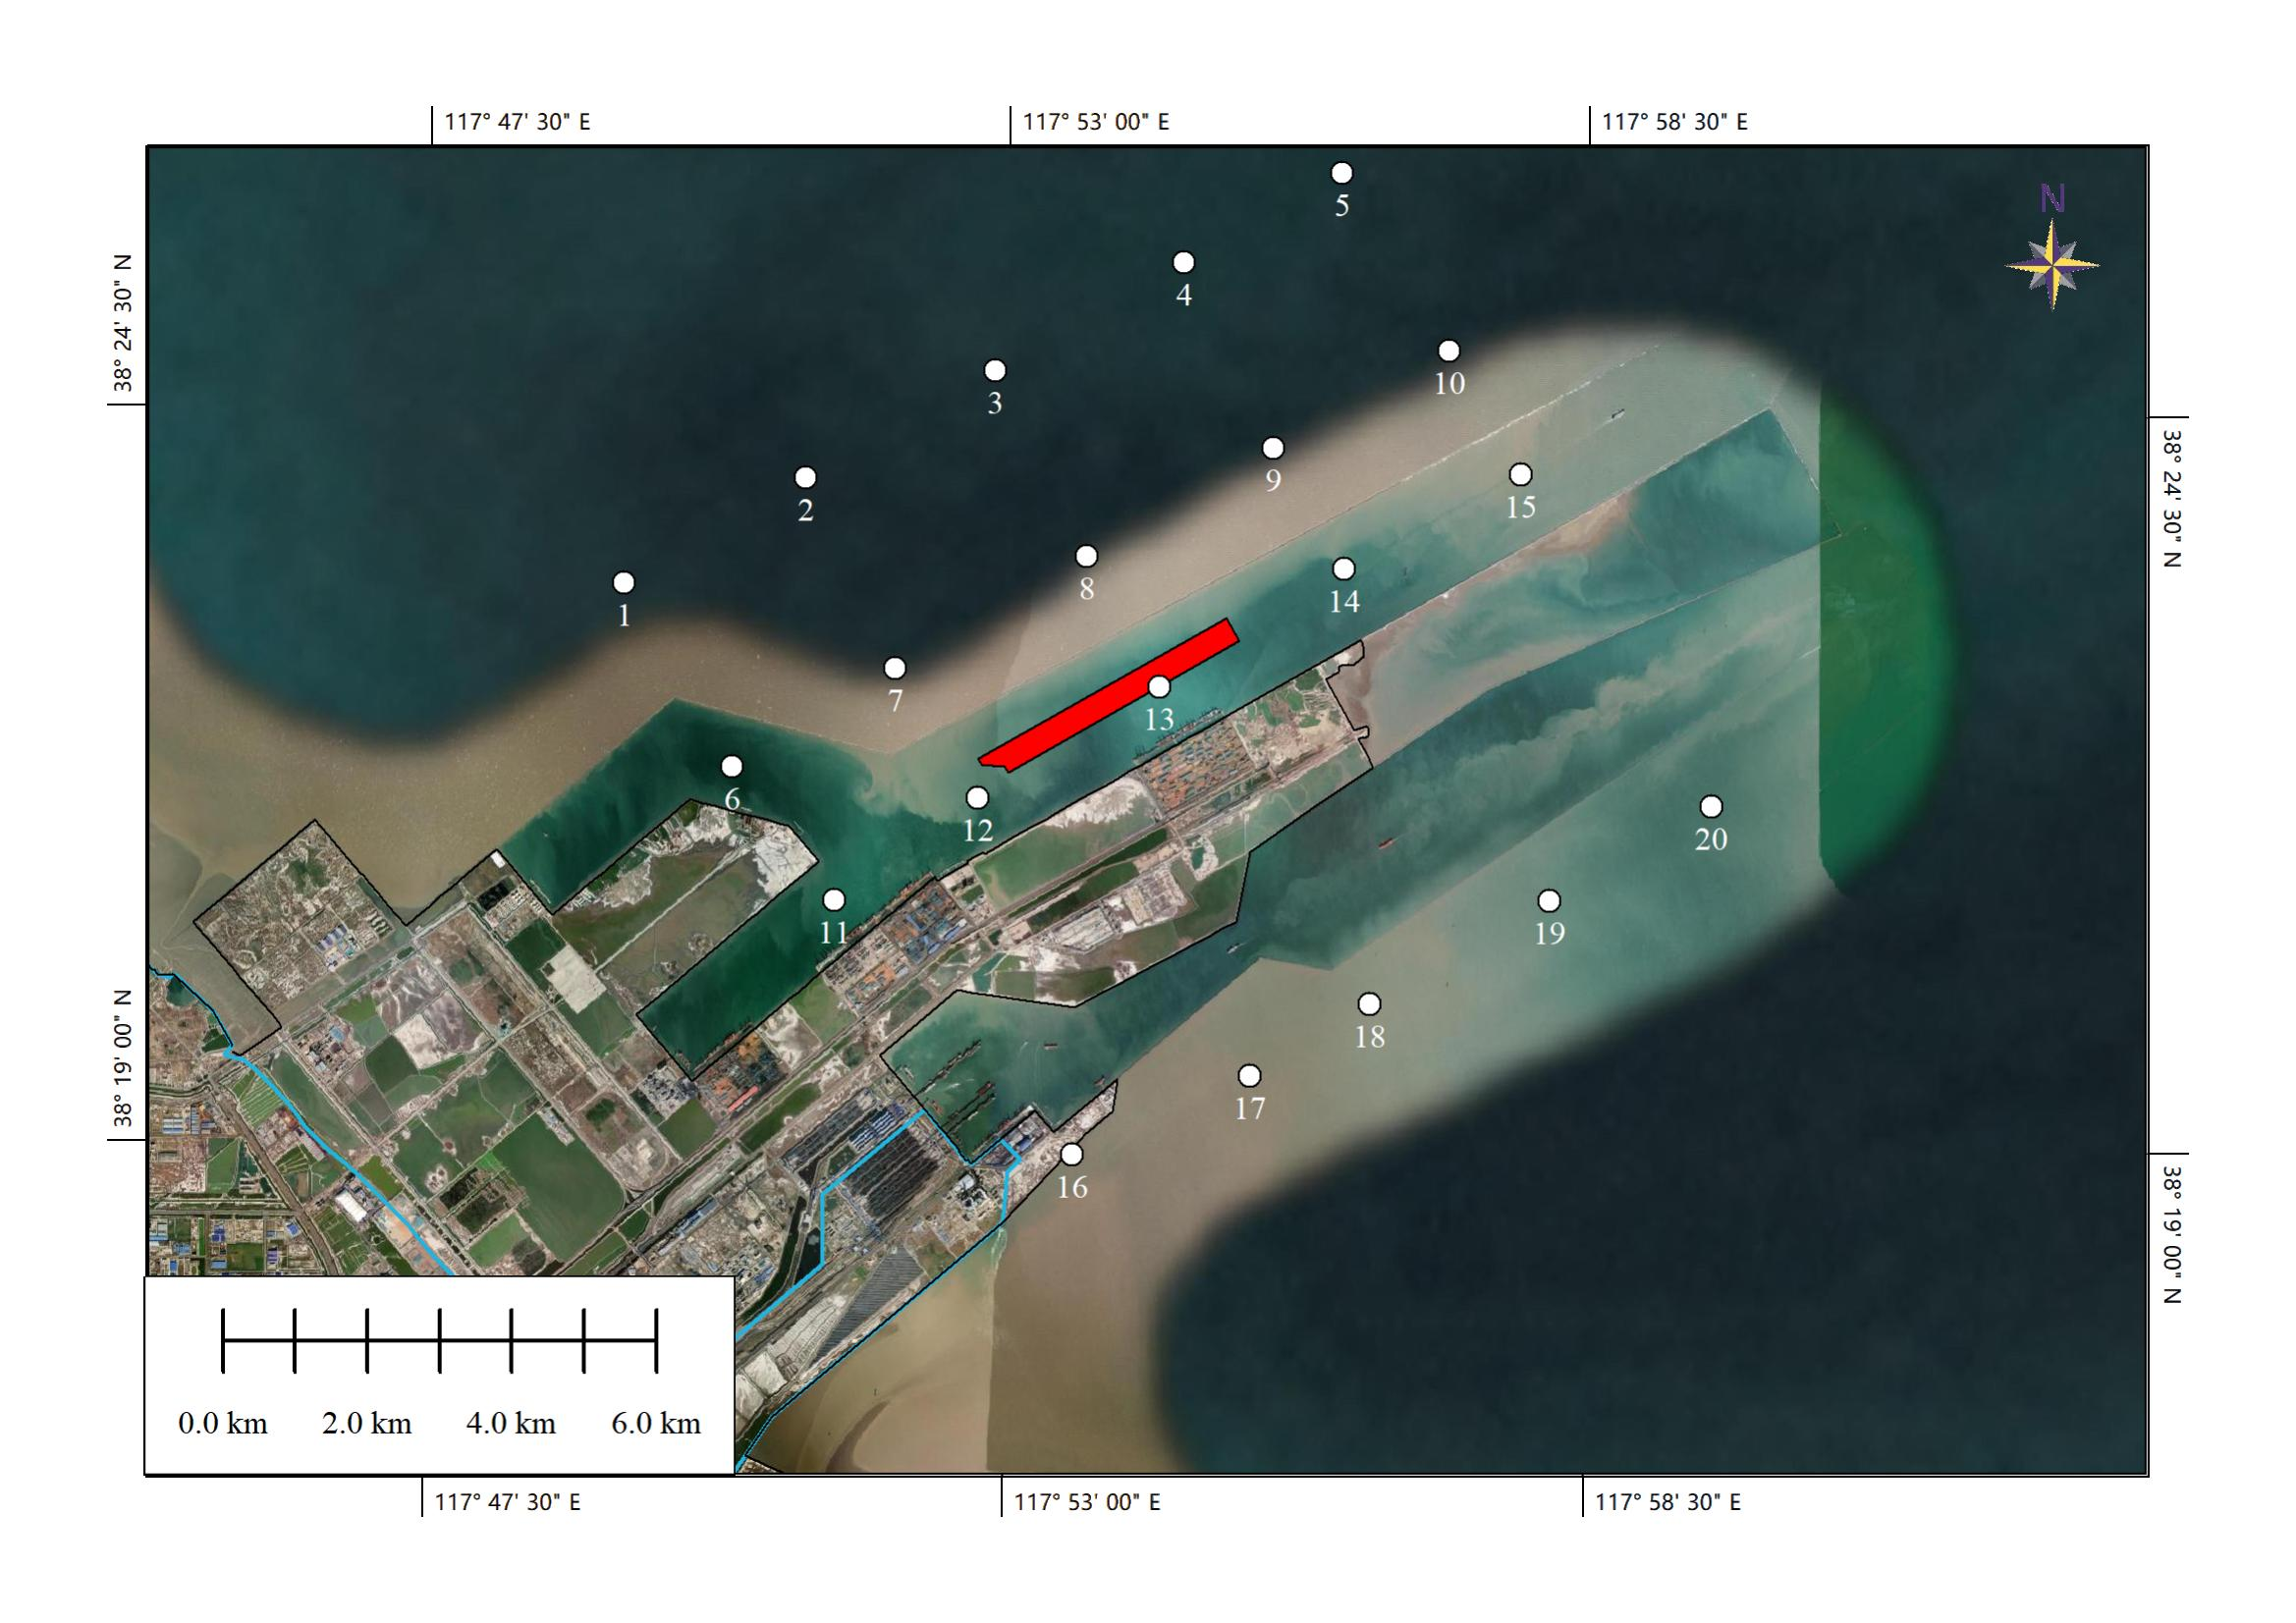 117° 47' 30" E
117° 53' 00" E
117° 58' 30" E
N
5
4
38° 24' 30" N
3
10
2
9
38° 24' 30" N
15
1
8
14
7
13
6
12
20
11
19
38° 19' 00" N
18
17
16
38° 19' 00" N
0.0 km
2.0 km
4.0 km
6.0 km
117° 47' 30" E
117° 53' 00" E
117° 58' 30" E